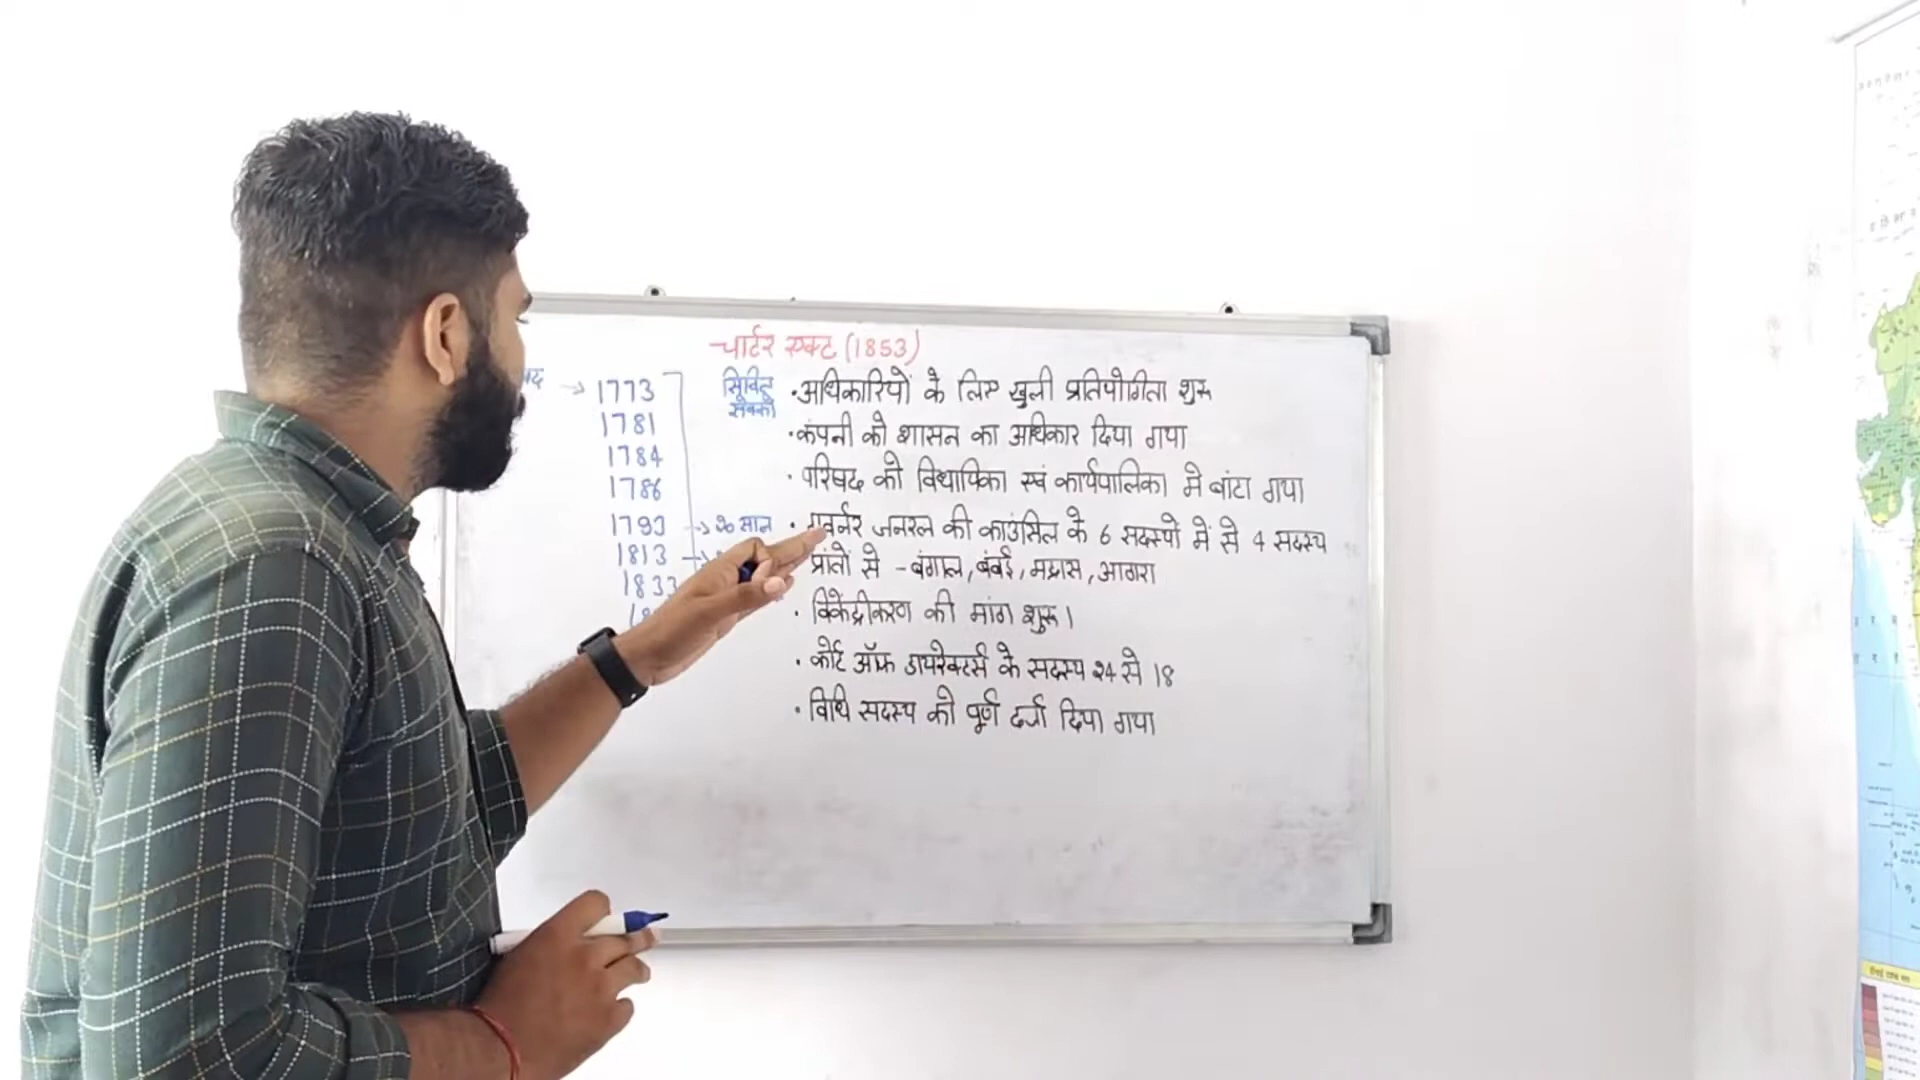 चार्टर एक्ट (1853)
1773
1781
1784
1786
1793 → 20 साल
1813 →
1833
सिविल
• अधिकारियों के लिए खुली प्रतियोगिता शुरू
• कंपनी को शासन का अधिकार दिया गया
• परिषद को विधायिका एवं कार्यपालिका मे बांटा गया
• गवर्नर जनरल की काउंसिल के 6 सदस्यो में से 4 सदस्य
प्रांतों से - बंगाल, बंबई, मद्रास, आगरा
• विकेंद्रीकरण की मांग शुरू।
• कोर्ट ऑफ डायरेक्टर्स के सदस्य 24 से 18
• विधि सदस्य को पूर्ण दर्जा दिया गया